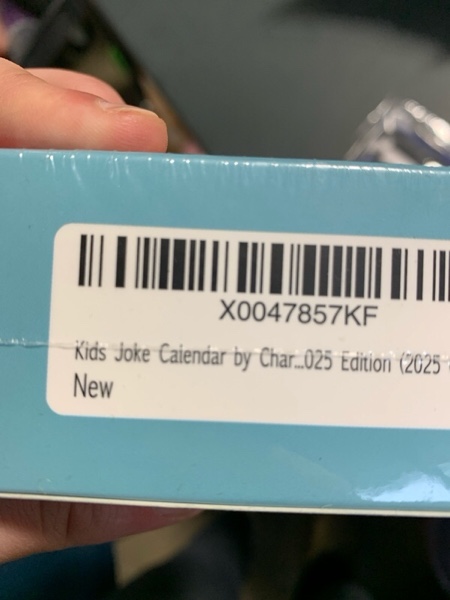 X0047857KF
Kids Joke Calendar by Char...025 Edition (2025
New